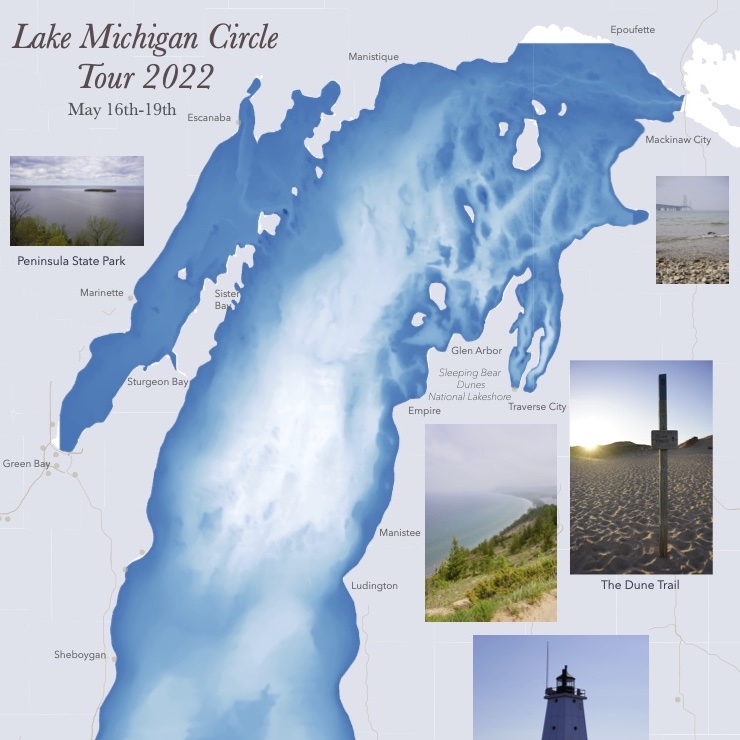 Lake Michigan Circle
Tour 2022
May 16th-19th
Epoufette
Manistique
Escanaba
Mackinaw City
Peninsula State Park
Marinette
Sister
Bay
Glen Arbor
Sleeping Bear
Dunes
National Lakeshore
Sturgeon Bay
Empire
Traverse City
Green Bay
Manistee
The Dune Trail
Ludington
Sheboygan